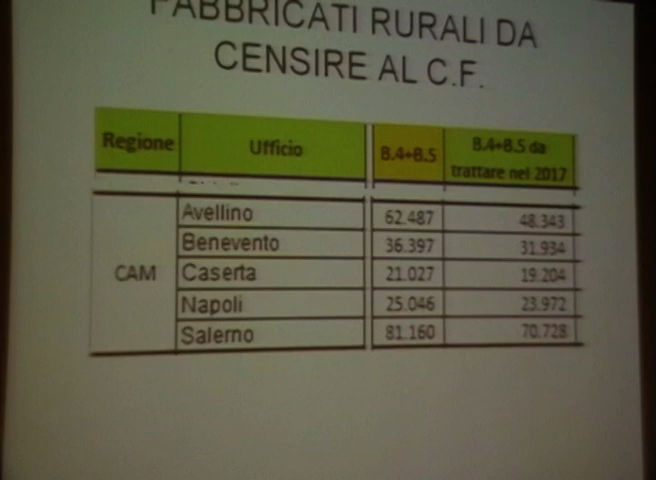 FABBRICATI RURALI DA
CENSIRE AL C.F.
Regione Ufficio B.4+B.5 B.4+B.5 da trattare nel 2017
CAM
Avellino 62.487 48.343
Benevento 36.397 31.934
Caserta 21.027 19.204
Napoli 25.046 23.972
Salerno 81.160 70.728